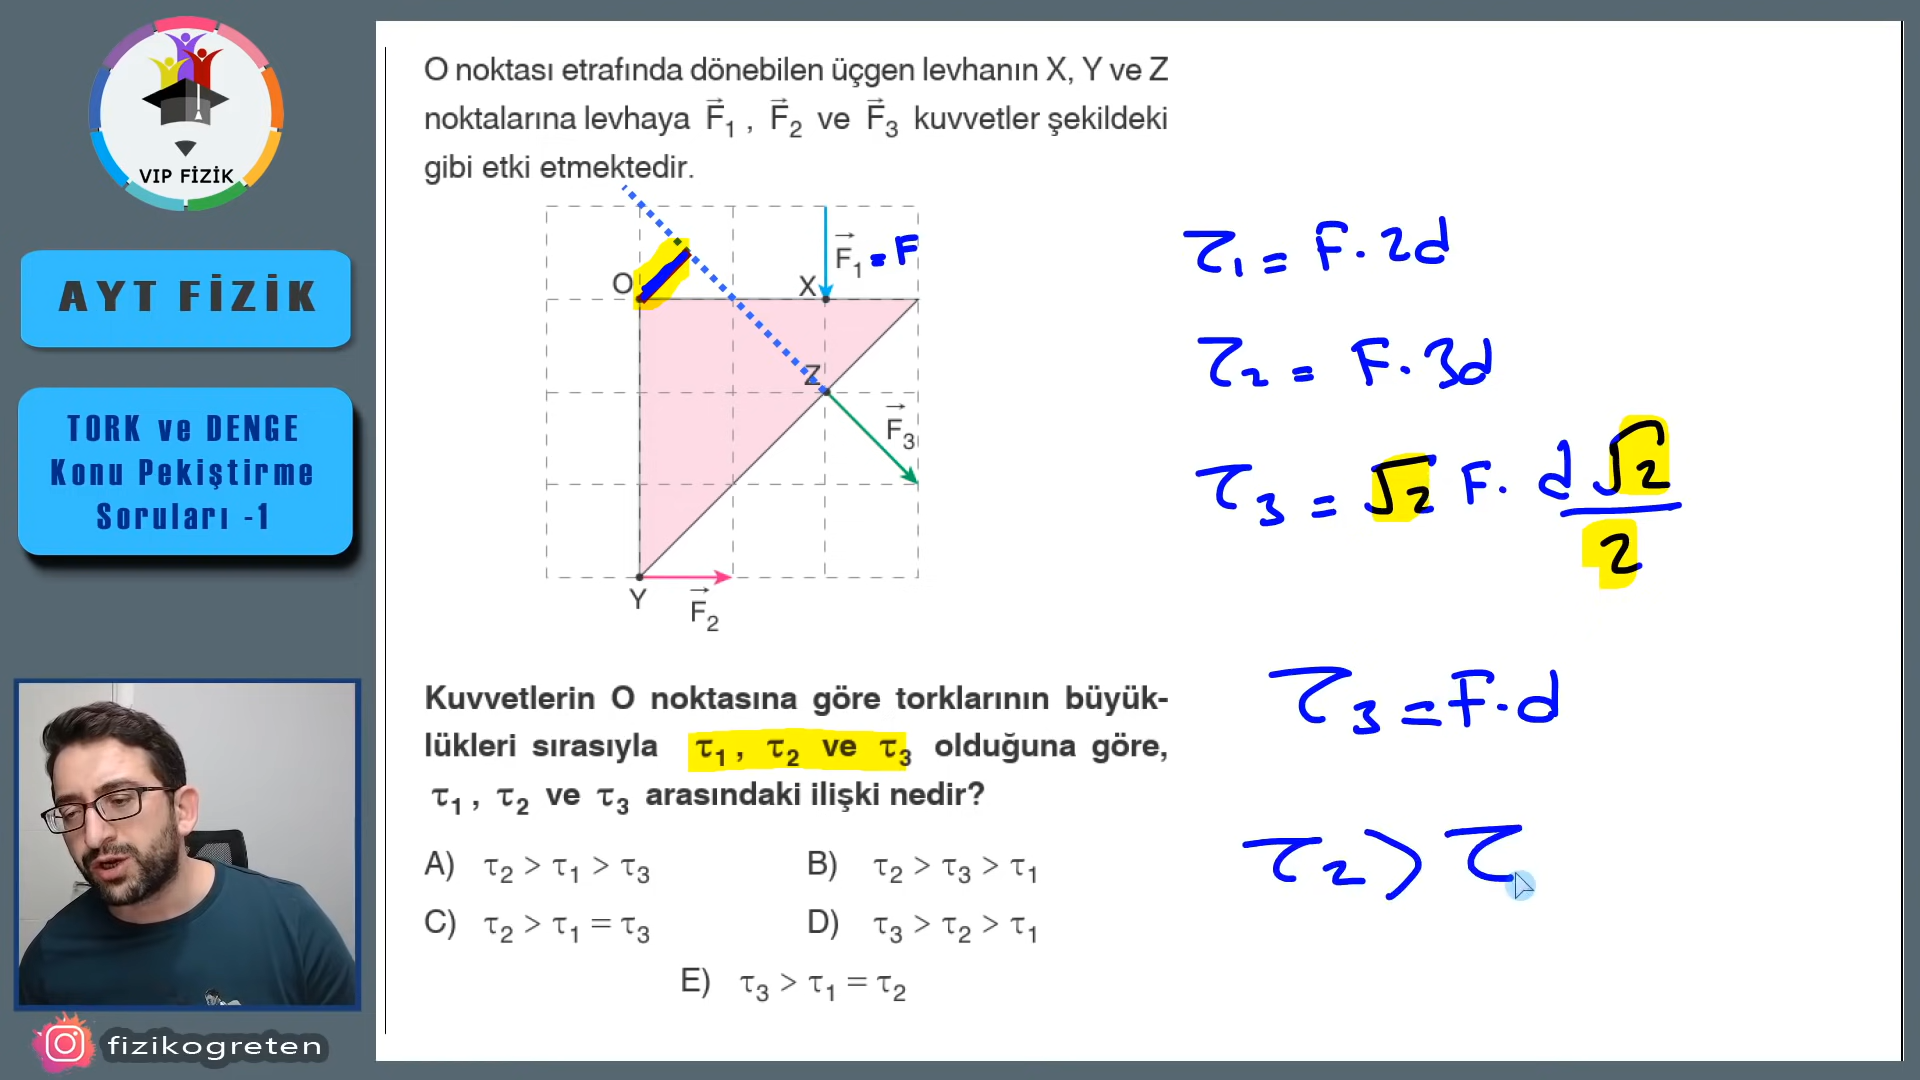 VIP FİZİK
AYT FİZİK
TORK ve DENGE
Konu Pekiştirme
Soruları -1
fizikogreten
O noktası etrafında dönebilen üçgen levhanın X, Y ve Z
noktalarına levhaya F⃗₁ , F⃗₂ ve F⃗₃ kuvvetler şekildeki
gibi etki etmektedir.
F⃗₁ = F
O
X
Z
F⃗₃
Y
F⃗₂
Kuvvetlerin O noktasına göre torklarının büyük-
lükleri sırasıyla τ₁ , τ₂ ve τ₃ olduğuna göre,
τ₁ , τ₂ ve τ₃ arasındaki ilişki nedir?
A) τ₂ > τ₁ > τ₃
B) τ₂ > τ₃ > τ₁
C) τ₂ > τ₁ = τ₃
D) τ₃ > τ₂ > τ₁
E) τ₃ > τ₁ = τ₂
τ₁ = F · 2d
τ₂ = F · 3d
τ₃ = √2 F · d√2/2
τ₃ = F · d
τ₂ > τ